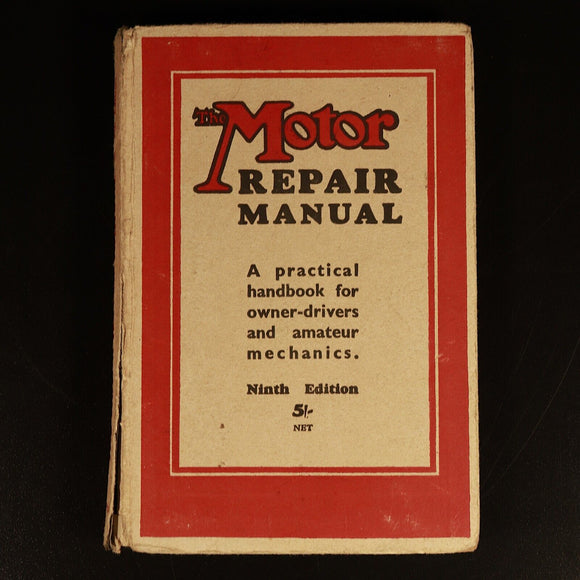 The Motor
REPAIR
MANUAL
A practical
handbook for
owner-drivers
and amateur
mechanics.
Ninth Edition
5/-
NET